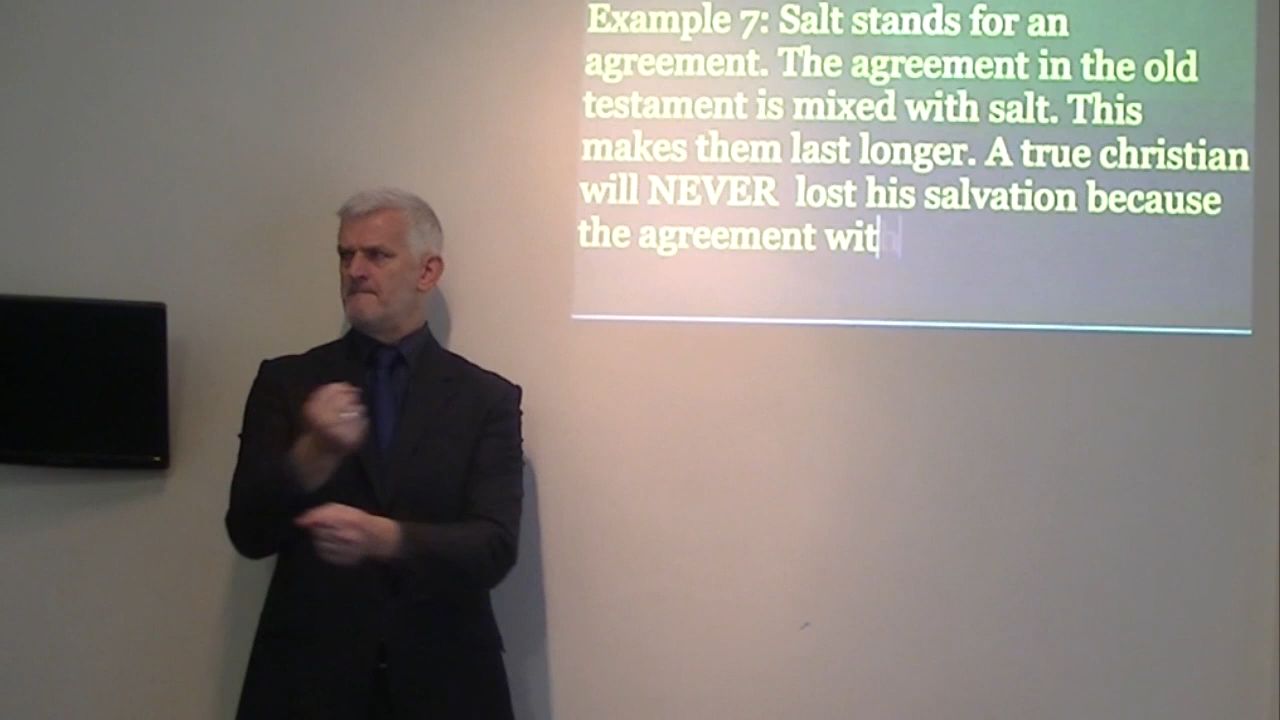 Example 7: Salt stands for an
agreement. The agreement in the old
testament is mixed with salt. This
makes them last longer. A true christian
will NEVER lost his salvation because
the agreement with